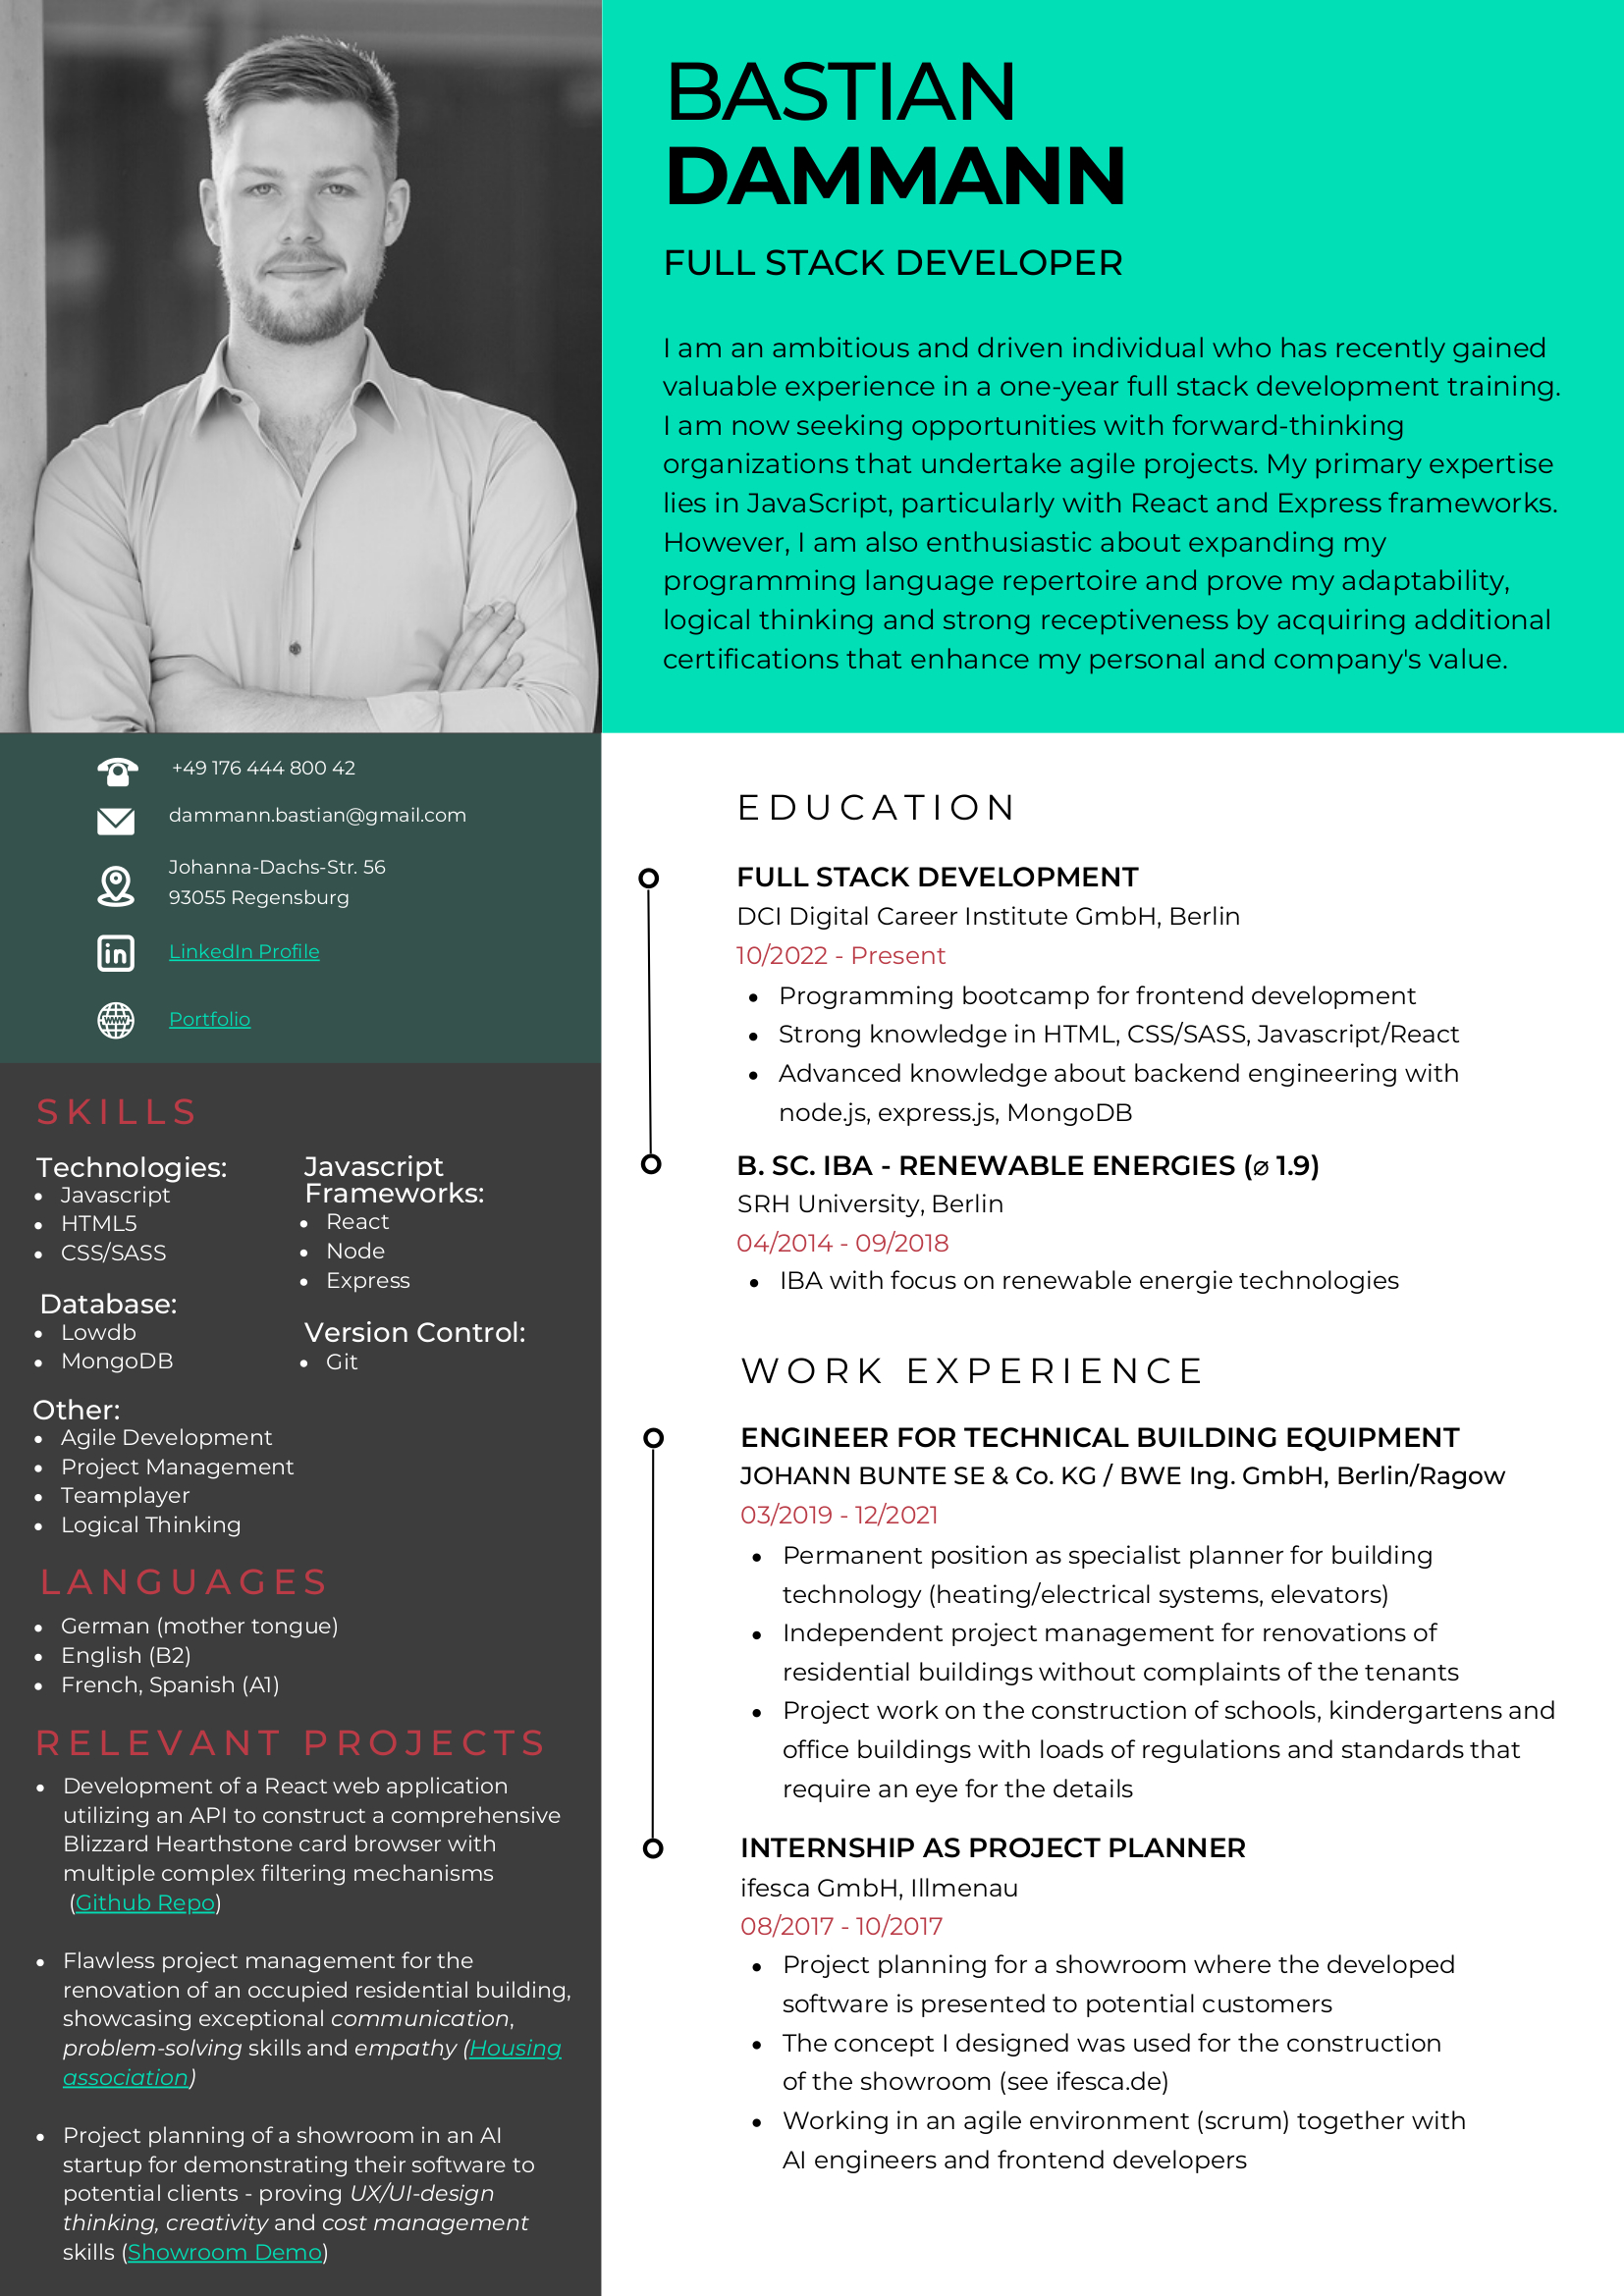 BASTIAN
DAMMANN
FULL STACK DEVELOPER
I am an ambitious and driven individual who has recently gained
valuable experience in a one-year full stack development training.
I am now seeking opportunities with forward-thinking
organizations that undertake agile projects. My primary expertise
lies in JavaScript, particularly with React and Express frameworks.
However, I am also enthusiastic about expanding my
programming language repertoire and prove my adaptability,
logical thinking and strong receptiveness by acquiring additional
certifications that enhance my personal and company's value.
+49 176 444 800 42
dammann.bastian@gmail.com
Johanna-Dachs-Str. 56
93055 Regensburg
LinkedIn Profile
WWW
Portfolio
SKILLS
Technologies:
• Javascript
• HTML5
• CSS/SASS
Database:
• Lowdb
• MongoDB
Javascript
Frameworks:
• React
• Node
• Express
Version Control:
• Git
Other:
• Agile Development
• Project Management
• Teamplayer
• Logical Thinking
LANGUAGES
• German (mother tongue)
• English (B2)
• French, Spanish (A1)
RELEVANT PROJECTS
• Development of a React web application
utilizing an API to construct a comprehensive
Blizzard Hearthstone card browser with
multiple complex filtering mechanisms
(Github Repo)
• Flawless project management for the
renovation of an occupied residential building,
showcasing exceptional communication,
problem-solving skills and empathy (Housing
association)
• Project planning of a showroom in an AI
startup for demonstrating their software to
potential clients - proving UX/UI-design
thinking, creativity and cost management
skills (Showroom Demo)
EDUCATION
FULL STACK DEVELOPMENT
DCI Digital Career Institute GmbH, Berlin
10/2022 - Present
• Programming bootcamp for frontend development
• Strong knowledge in HTML, CSS/SASS, Javascript/React
• Advanced knowledge about backend engineering with
node.js, express.js, MongoDB
B. SC. IBA - RENEWABLE ENERGIES (⌀ 1.9)
SRH University, Berlin
04/2014 - 09/2018
• IBA with focus on renewable energie technologies
WORK EXPERIENCE
ENGINEER FOR TECHNICAL BUILDING EQUIPMENT
JOHANN BUNTE SE & Co. KG / BWE Ing. GmbH, Berlin/Ragow
03/2019 - 12/2021
• Permanent position as specialist planner for building
technology (heating/electrical systems, elevators)
• Independent project management for renovations of
residential buildings without complaints of the tenants
• Project work on the construction of schools, kindergartens and
office buildings with loads of regulations and standards that
require an eye for the details
INTERNSHIP AS PROJECT PLANNER
ifesca GmbH, Illmenau
08/2017 - 10/2017
• Project planning for a showroom where the developed
software is presented to potential customers
• The concept I designed was used for the construction
of the showroom (see ifesca.de)
• Working in an agile environment (scrum) together with
AI engineers and frontend developers